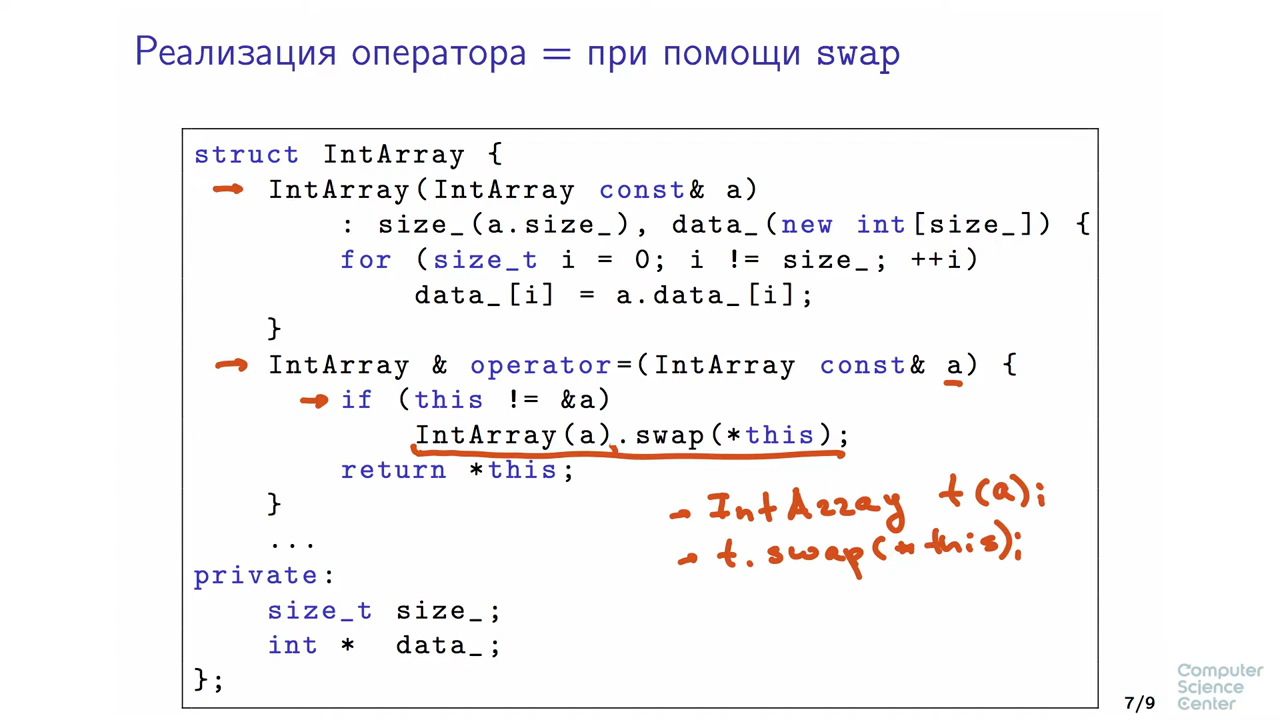 Реализация оператора = при помощи swap
struct IntArray {
IntArray(IntArray const& a)
: size_(a.size_), data_(new int[size_]) {
for (size_t i = 0; i != size_; ++i)
data_[i] = a.data_[i];
}
IntArray & operator=(IntArray const& a) {
if (this != &a)
IntArray(a).swap(*this);
return *this;
}
...
private:
size_t size_;
int * data_;
};
IntArray t(a);
t.swap(*this);
7/9
Computer
Science
Center